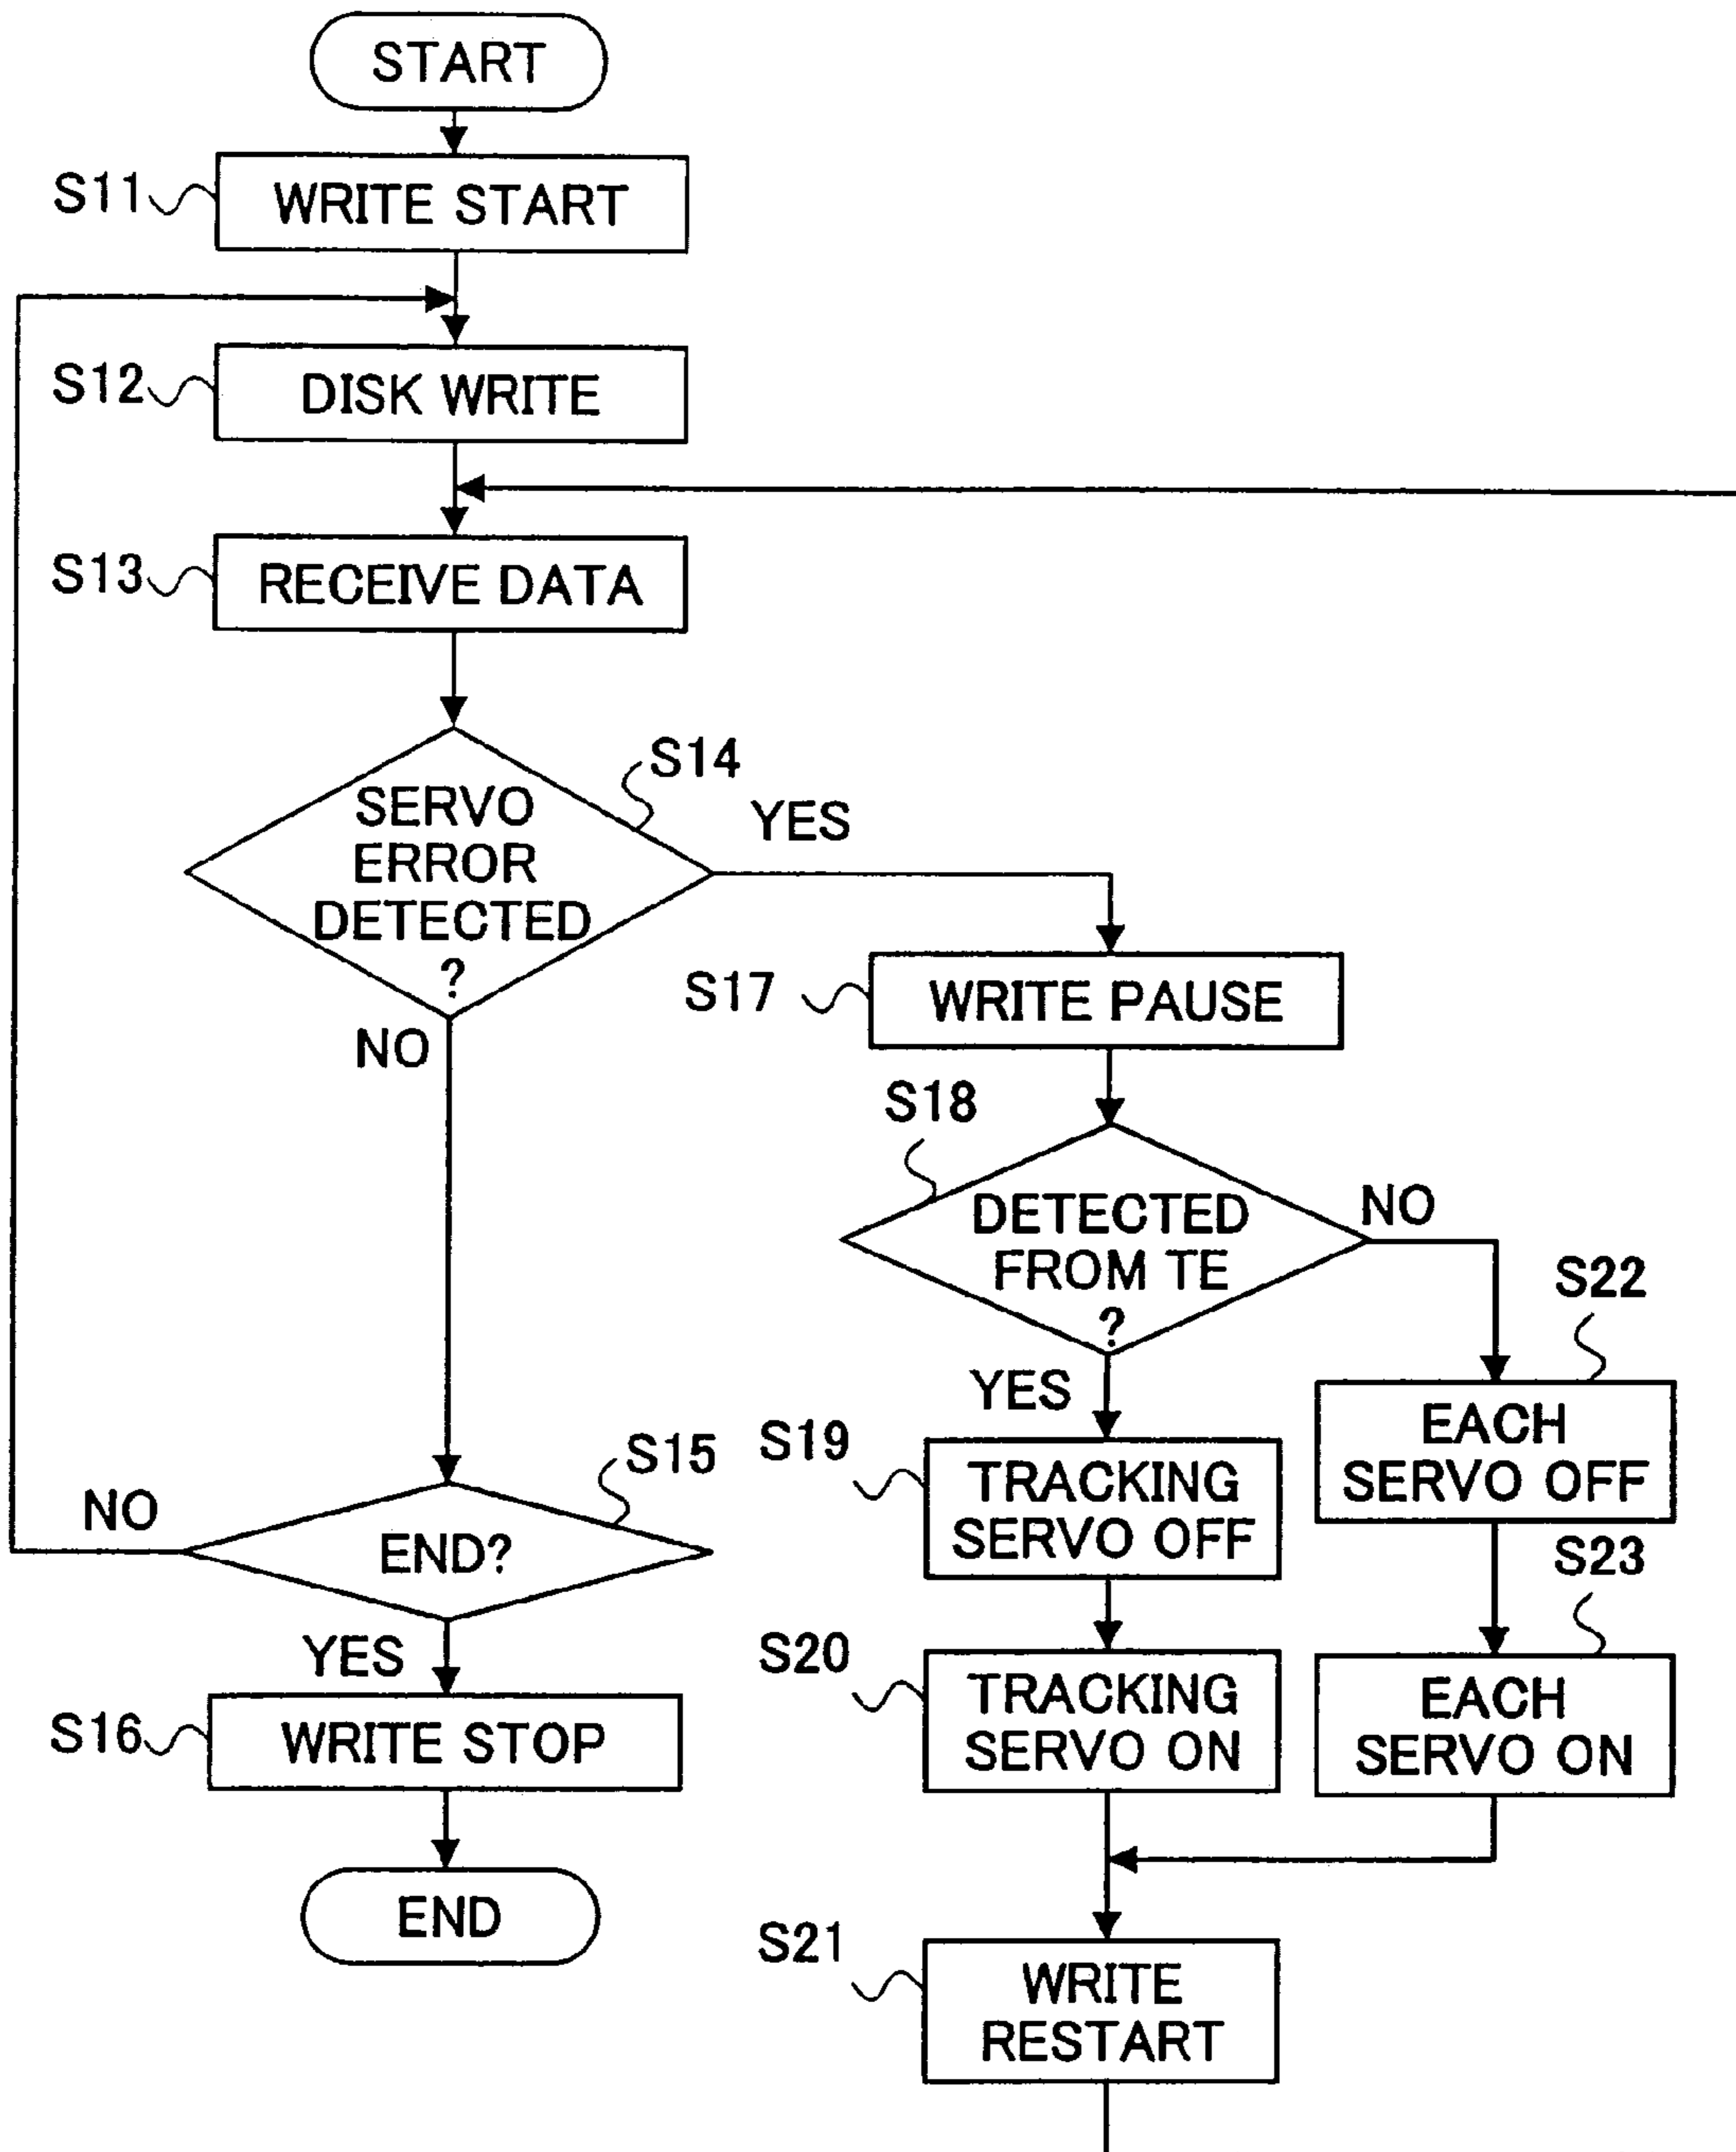 START
S11
WRITE START
S12
DISK WRITE
S13
RECEIVE DATA
S14
SERVO
ERROR
DETECTED
?
YES
NO
S17
WRITE PAUSE
S18
DETECTED
FROM TE
?
NO
YES
S22
EACH
SERVO OFF
S19
TRACKING
SERVO OFF
S23
EACH
SERVO ON
S20
TRACKING
SERVO ON
S21
WRITE
RESTART
S15
END?
NO
YES
S16
WRITE STOP
END